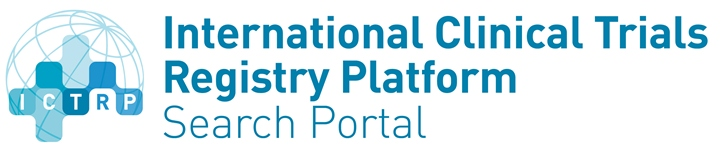 ICTRP
International Clinical Trials
Registry Platform
Search Portal